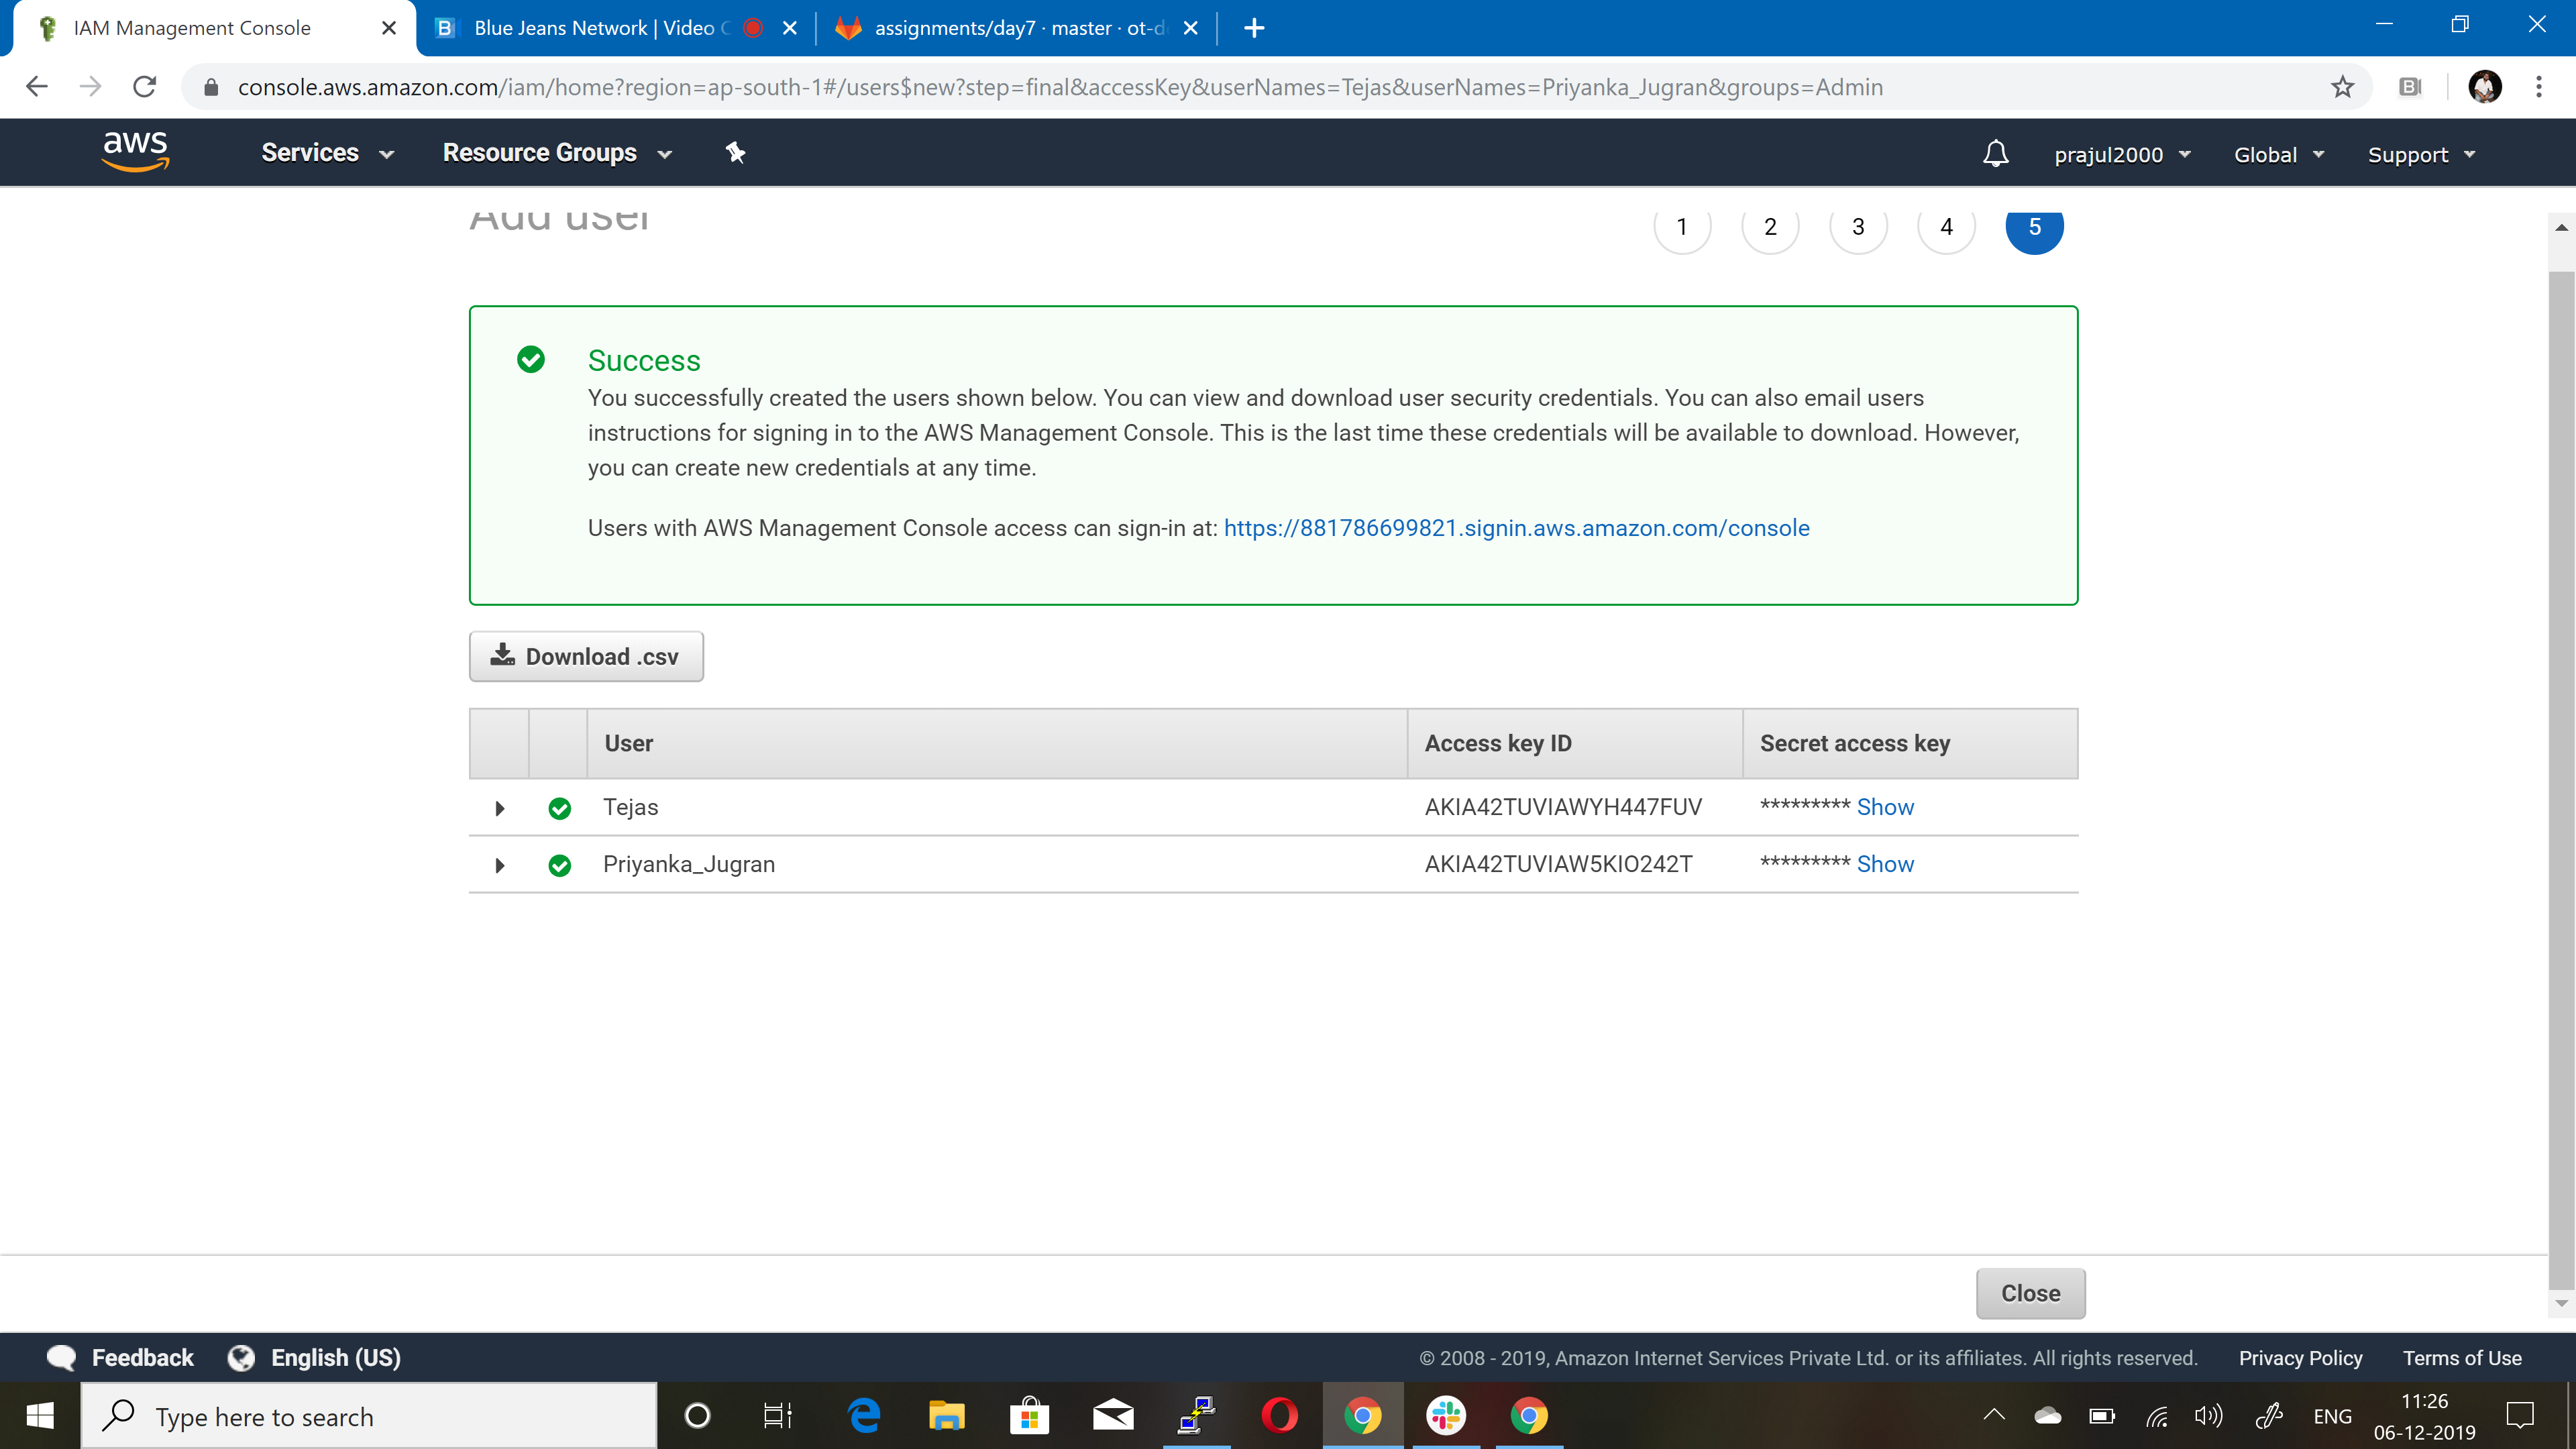 IAM Management Console
Blue Jeans Network | Video C
assignments/day7 · master · ot-d
console.aws.amazon.com/iam/home?region=ap-south-1#/users$new?step=final&accessKey&userNames=Tejas&userNames=Priyanka_Jugran&groups=Admin
aws
Services
Resource Groups
prajul2000
Global
Support
Add user
1 2 3 4 5
Success
You successfully created the users shown below. You can view and download user security credentials. You can also email users
instructions for signing in to the AWS Management Console. This is the last time these credentials will be available to download. However,
you can create new credentials at any time.
Users with AWS Management Console access can sign-in at: https://881786699821.signin.aws.amazon.com/console
Download .csv
User Access key ID Secret access key
Tejas AKIA42TUVIAWYH447FUV ********* Show
Priyanka_Jugran AKIA42TUVIAW5KIO242T ********* Show
Close
Feedback
English (US)
© 2008 - 2019, Amazon Internet Services Private Ltd. or its affiliates. All rights reserved.
Privacy Policy
Terms of Use
Type here to search
ENG
11:26
06-12-2019